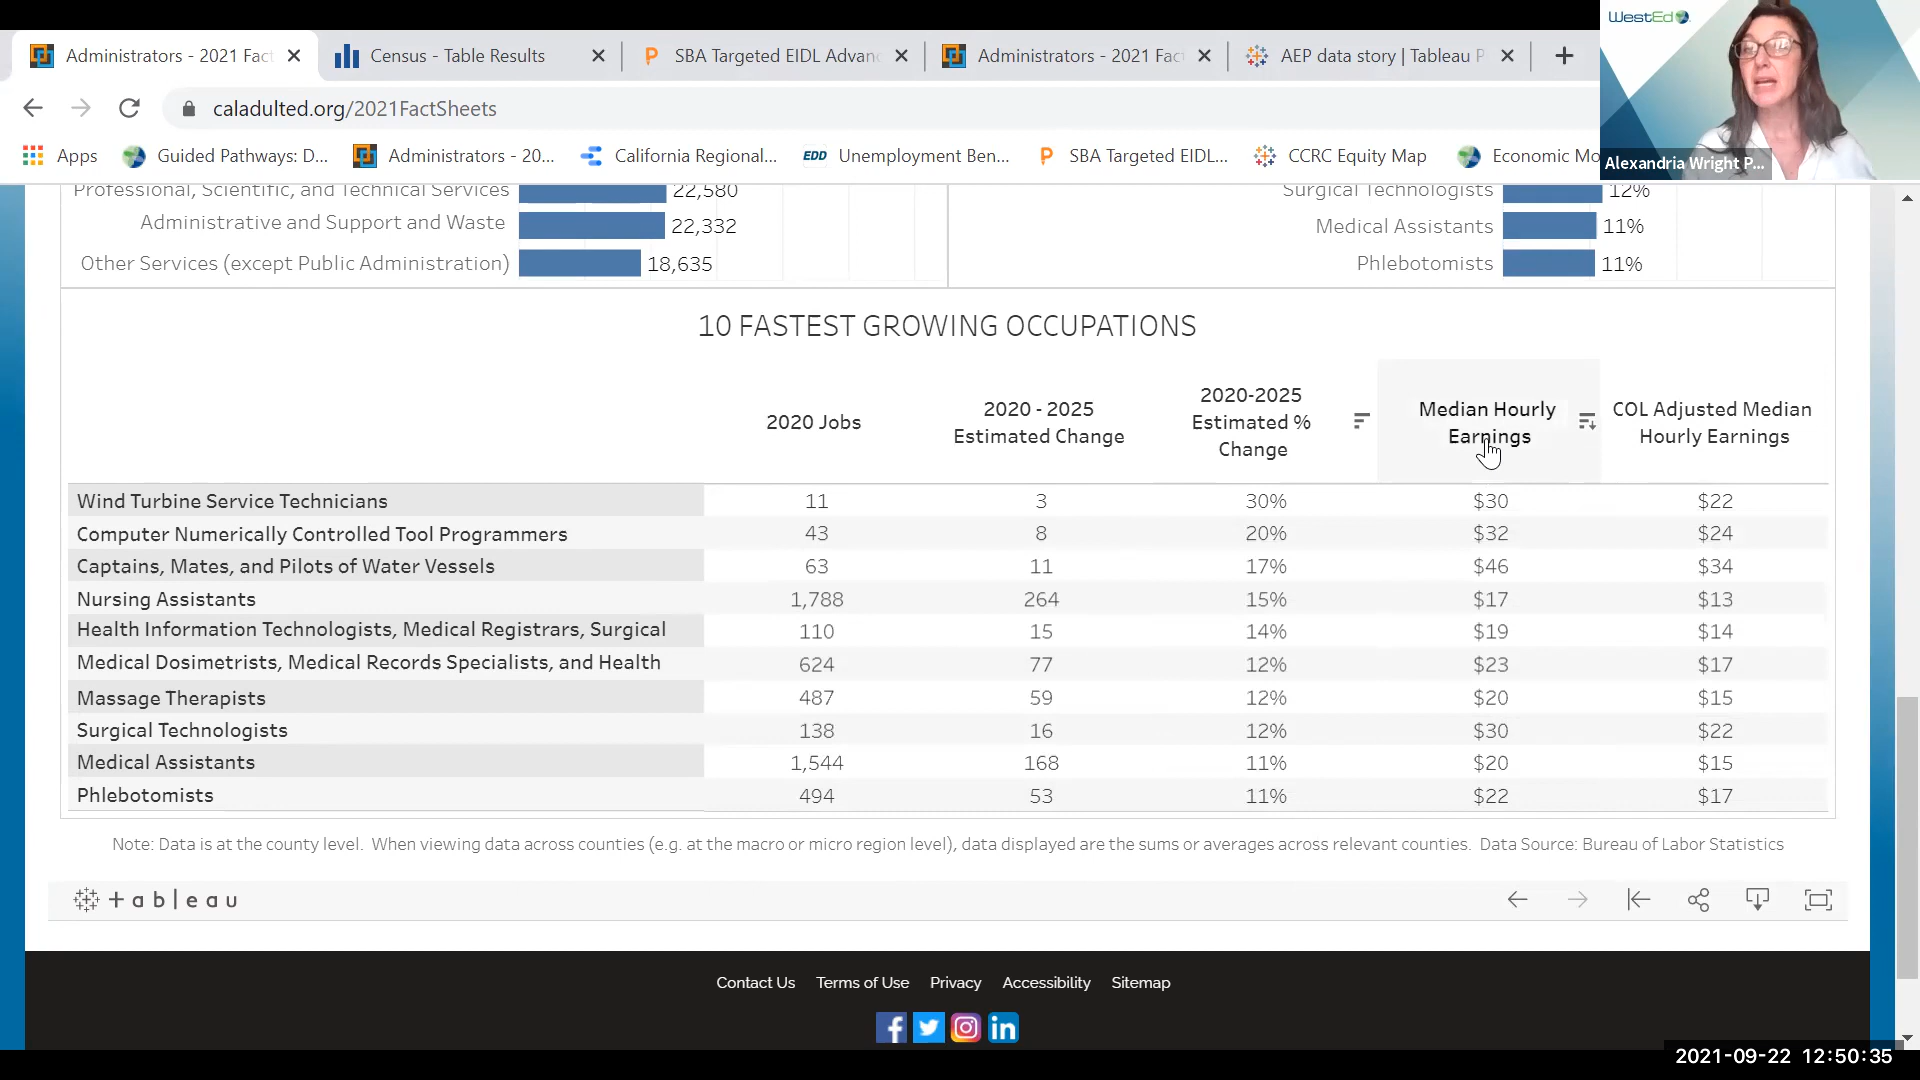 WestEd
Administrators - 2021 Fact
Census - Table Results
SBA Targeted EIDL Advan
Administrators - 2021 Fac
AEP data story | Tableau P
caladulted.org/2021FactSheets
Apps
Guided Pathways: D...
Administrators - 20...
California Regional...
EDD Unemployment Ben...
SBA Targeted EIDL...
CCRC Equity Map
Economic Mo
Alexandria Wright P...
Professional, Scientific, and Technical Services 22,580
Administrative and Support and Waste 22,332
Other Services (except Public Administration) 18,635
Surgical Technologists 12%
Medical Assistants 11%
Phlebotomists 11%
10 FASTEST GROWING OCCUPATIONS
2020 Jobs
2020 - 2025
Estimated Change
2020-2025
Estimated %
Change
Median Hourly
Earnings
COL Adjusted Median
Hourly Earnings
Wind Turbine Service Technicians 11 3 30% $30 $22
Computer Numerically Controlled Tool Programmers 43 8 20% $32 $24
Captains, Mates, and Pilots of Water Vessels 63 11 17% $46 $34
Nursing Assistants 1,788 264 15% $17 $13
Health Information Technologists, Medical Registrars, Surgical 110 15 14% $19 $14
Medical Dosimetrists, Medical Records Specialists, and Health 624 77 12% $23 $17
Massage Therapists 487 59 12% $20 $15
Surgical Technologists 138 16 12% $30 $22
Medical Assistants 1,544 168 11% $20 $15
Phlebotomists 494 53 11% $22 $17
Note: Data is at the county level. When viewing data across counties (e.g. at the macro or micro region level), data displayed are the sums or averages across relevant counties. Data Source: Bureau of Labor Statistics
+ a b | e a u
Contact Us Terms of Use Privacy Accessibility Sitemap
2021-09-22 12:50:35